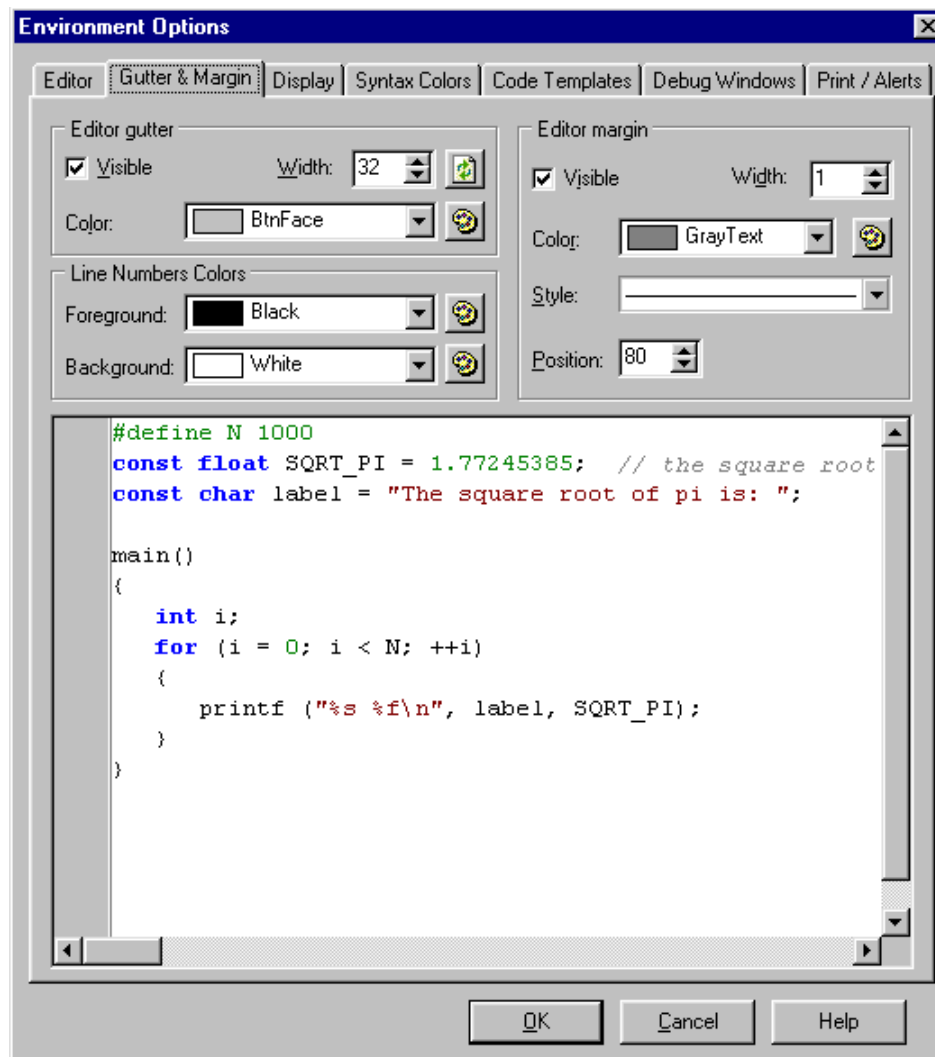 Environment Options
Editor Gutter & Margin Display Syntax Colors Code Templates Debug Windows Print / Alerts
Editor gutter
Visible Width: 32
Color: BtnFace
Line Numbers Colors
Foreground: Black
Background: White
Editor margin
Visible Width: 1
Color: GrayText
Style:
Position: 80
#define N 1000
const float SQRT_PI = 1.77245385;  // the square root
const char label = "The square root of pi is: ";
main()
{
   int i;
   for (i = 0; i < N; ++i)
   {
      printf ("%s %f\n", label, SQRT_PI);
   }
}
OK Cancel Help